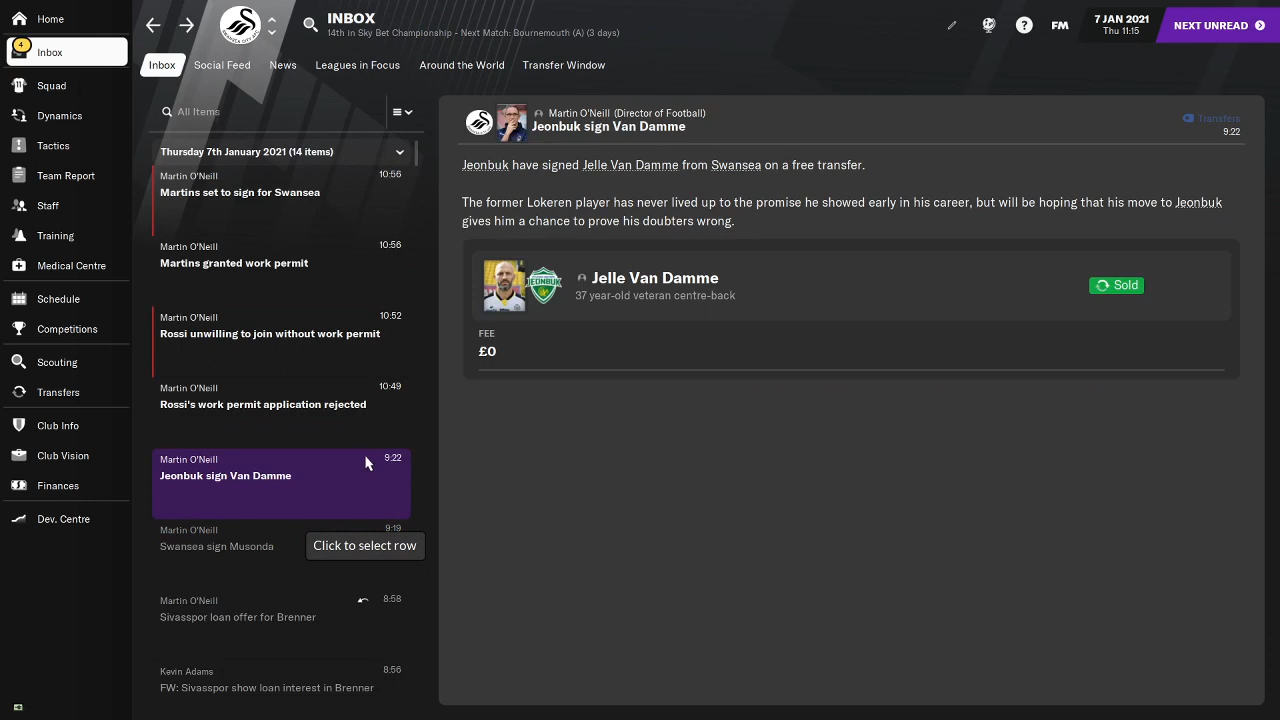 Home
4
Inbox
Squad
Dynamics
Tactics
Team Report
Staff
Training
Medical Centre
Schedule
Competitions
Scouting
Transfers
Club Info
Club Vision
Finances
Dev. Centre
INBOX
14th in Sky Bet Championship - Next Match: Bournemouth (A) (3 days)
?
FM
7 JAN 2021
Thu 11:15
NEXT UNREAD
Inbox
Social Feed
News
Leagues in Focus
Around the World
Transfer Window
All Items
Thursday 7th January 2021 (14 items)
Martin O'Neill 10:56
Martins set to sign for Swansea
Martin O'Neill 10:56
Martins granted work permit
Martin O'Neill 10:52
Rossi unwilling to join without work permit
Martin O'Neill 10:49
Rossi's work permit application rejected
Martin O'Neill 9:22
Jeonbuk sign Van Damme
Martin O'Neill 9:19
Swansea sign Musonda
Click to select row
Martin O'Neill 8:58
Sivasspor loan offer for Brenner
Kevin Adams 8:56
FW: Sivasspor show loan interest in Brenner
Martin O'Neill (Director of Football)
Jeonbuk sign Van Damme
Transfers
9:22
Jeonbuk have signed Jelle Van Damme from Swansea on a free transfer.
The former Lokeren player has never lived up to the promise he showed early in his career, but will be hoping that his move to Jeonbuk
gives him a chance to prove his doubters wrong.
Jelle Van Damme
37 year-old veteran centre-back
Sold
FEE
£0